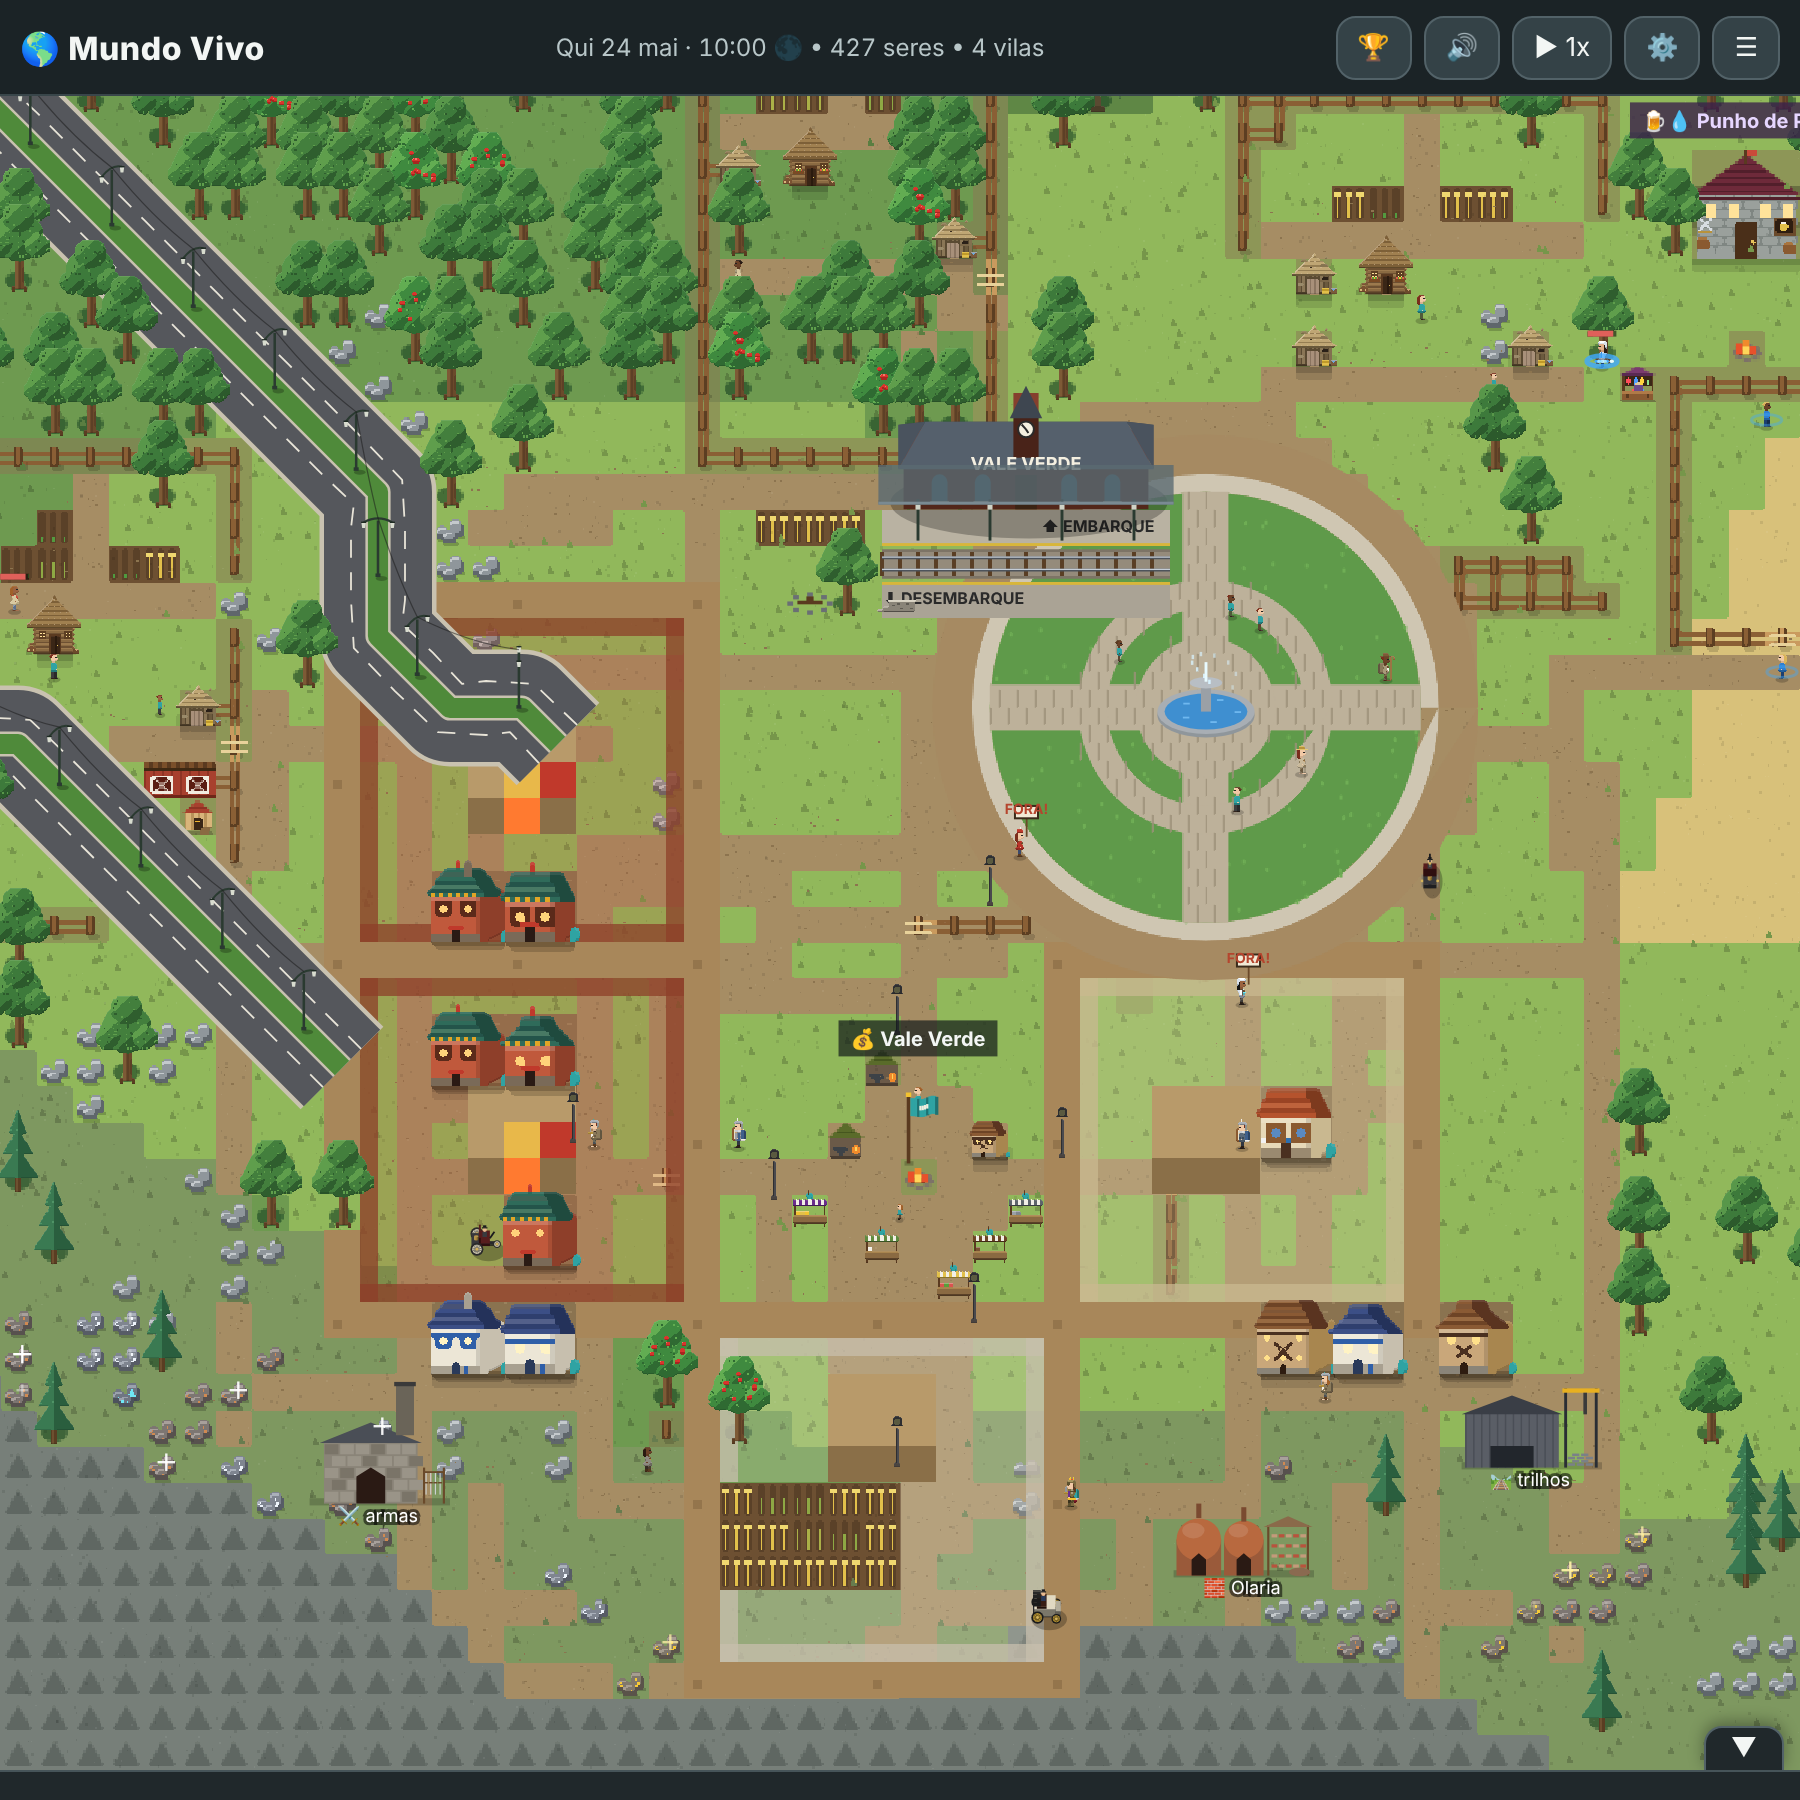 Mundo Vivo
Qui 24 mai · 10:00 • 427 seres • 4 vilas
1x
Punho de
VALE VERDE
EMBARQUE
DESEMBARQUE
FORA!
FORA!
Vale Verde
trilhos
armas
Olaria